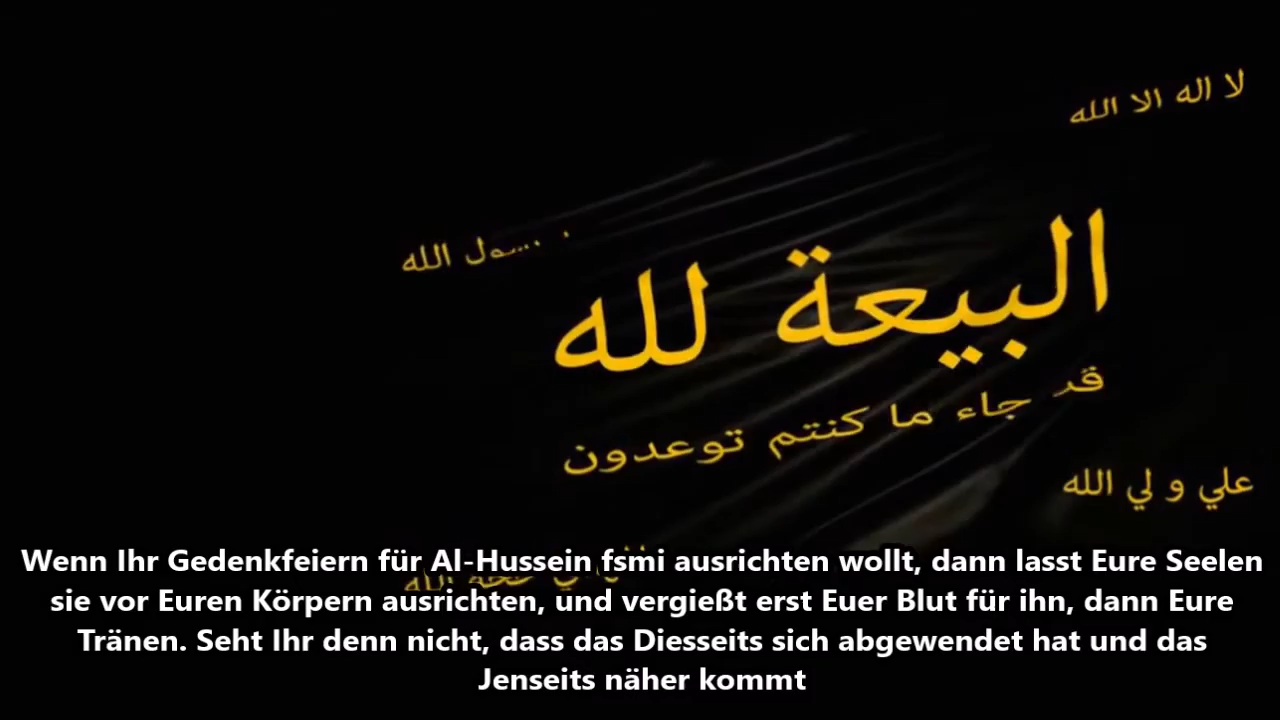 لا اله الا الله
رسول الله
البيعة لله
قد جاء ما كنتم توعدون
علي و لي الله
الله
Wenn Ihr Gedenkfeiern für Al-Hussein fsmi ausrichten wollt, dann lasst Eure Seelen
sie vor Euren Körpern ausrichten, und vergießt erst Euer Blut für ihn, dann Eure
Tränen. Seht Ihr denn nicht, dass das Diesseits sich abgewendet hat und das
Jenseits näher kommt